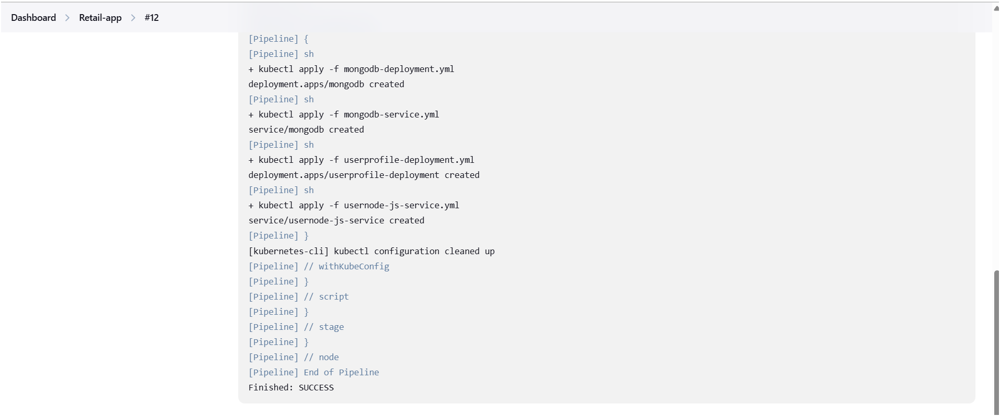 Dashboard > Retail-app > #12
[Pipeline] {
[Pipeline] sh
+ kubectl apply -f mongodb-deployment.yml
deployment.apps/mongodb created
[Pipeline] sh
+ kubectl apply -f mongodb-service.yml
service/mongodb created
[Pipeline] sh
+ kubectl apply -f userprofile-deployment.yml
deployment.apps/userprofile-deployment created
[Pipeline] sh
+ kubectl apply -f usernode-js-service.yml
service/usernode-js-service created
[Pipeline] }
[kubernetes-cli] kubectl configuration cleaned up
[Pipeline] // withKubeConfig
[Pipeline] }
[Pipeline] // script
[Pipeline] }
[Pipeline] // stage
[Pipeline] }
[Pipeline] // node
[Pipeline] End of Pipeline
Finished: SUCCESS